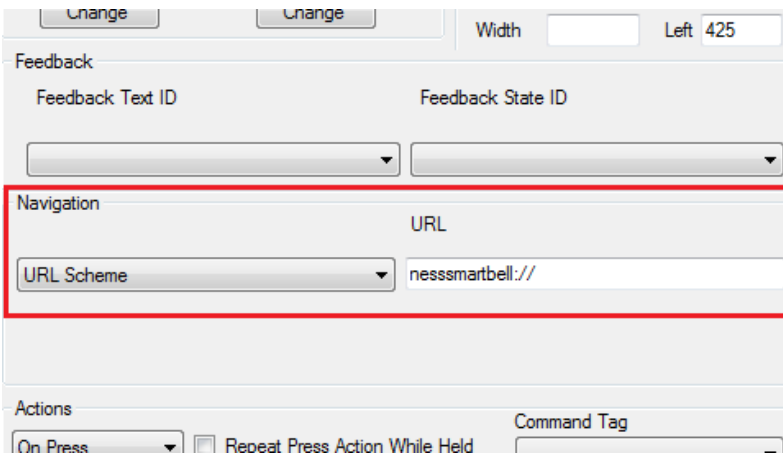 Change Change
Width Left 425
Feedback
Feedback Text ID Feedback State ID
Navigation
URL
URL Scheme nesssmartbell://
Actions
Command Tag
On Press Repeat Press Action While Held